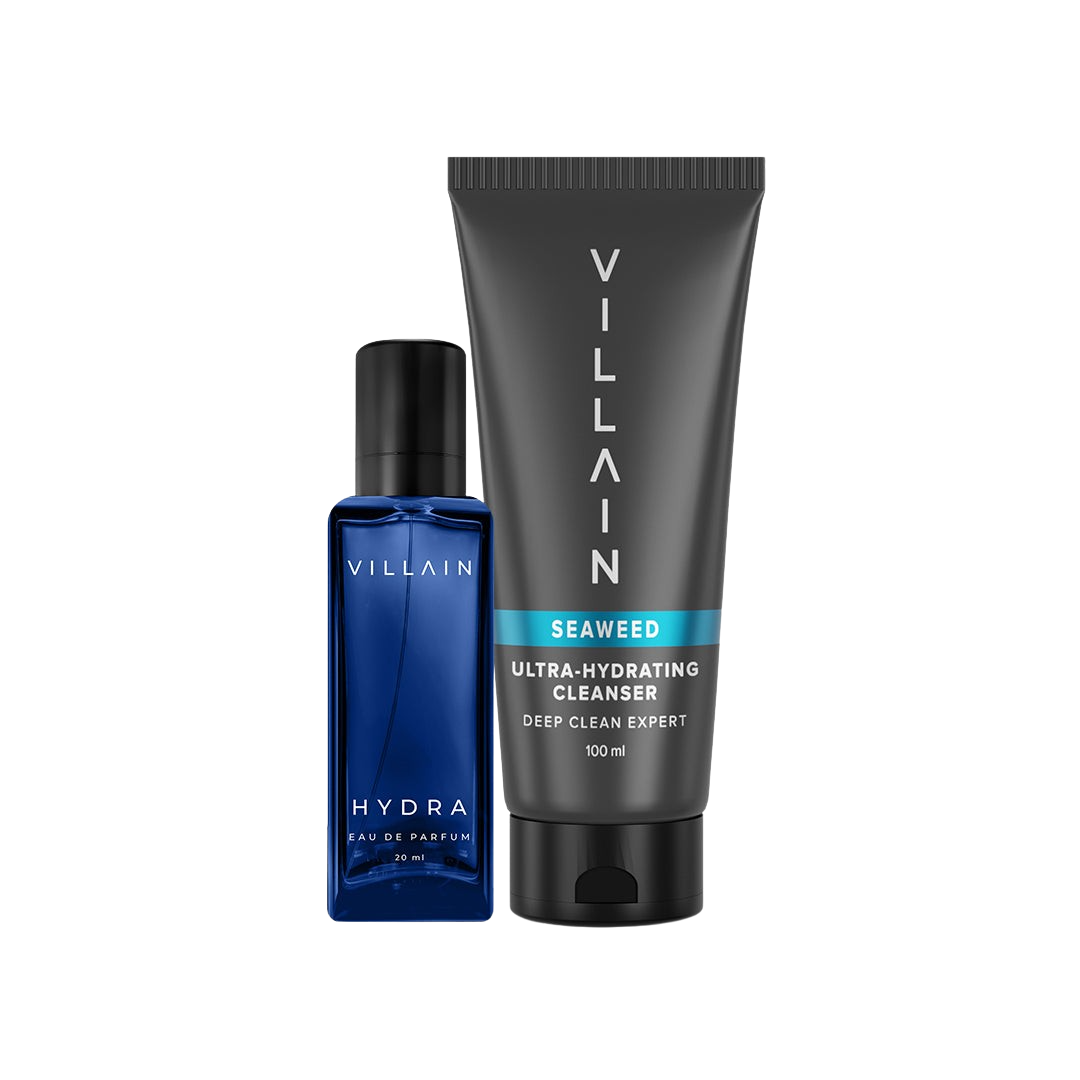 VILLAIN
HYDRA
EAU DE PARFUM
20 ml
VILLAIN
SEAWEED
ULTRA-HYDRATING
CLEANSER
DEEP CLEAN EXPERT
100 ml